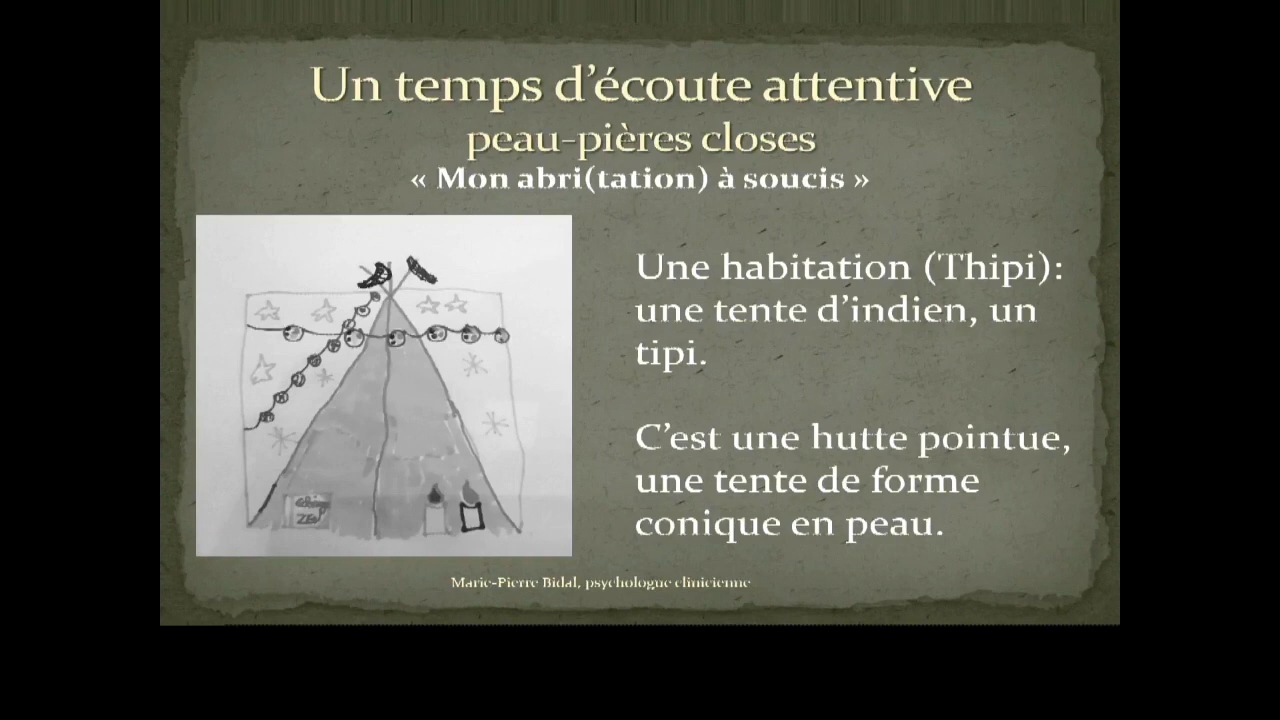 Un temps d'écoute attentive
peau-pières closes
« Mon abri(tation) à soucis »
Une habitation (Thipi):
une tente d'indien, un
tipi.
C'est une hutte pointue,
une tente de forme
conique en peau.
Marie-Pierre Bidal, psychologue clinicienne